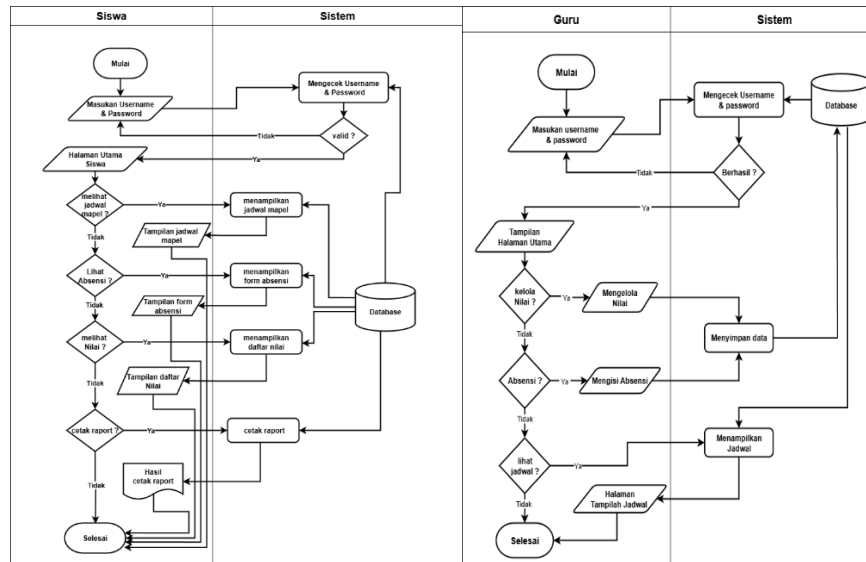 Siswa
Sistem
Mulai
Masukan Username
& Password
Mengecek Username
& Password
valid ?
Tidak
Ya
Halaman Utama
Siswa
melihat
jadwal
mapel ?
Ya
menampilkan
jadwal mapel
Tampilan jadwal
mapel
Tidak
Lihat
Absensi ?
Ya
menampilkan
form absensi
Tampilan form
absensi
Tidak
Database
melihat
Nilai ?
Ya
menampilkan
daftar nilai
Tampilan daftar
Nilai
Tidak
cetak raport ?
Ya
cetak raport
Hasil
cetak raport
Tidak
Selesai
Guru
Sistem
Mulai
Masukan username
& password
Mengecek Username
& password
Database
Berhasil ?
Tidak
Ya
Tampilan
Halaman Utama
kelola
Nilai ?
Ya
Mengelola
Nilai
Menyimpan data
Tidak
Absensi ?
Ya
Mengisi Absensi
Tidak
lihat
jadwal ?
Ya
Menampilkan
Jadwal
Halaman
Tampilah Jadwal
Tidak
Selesai